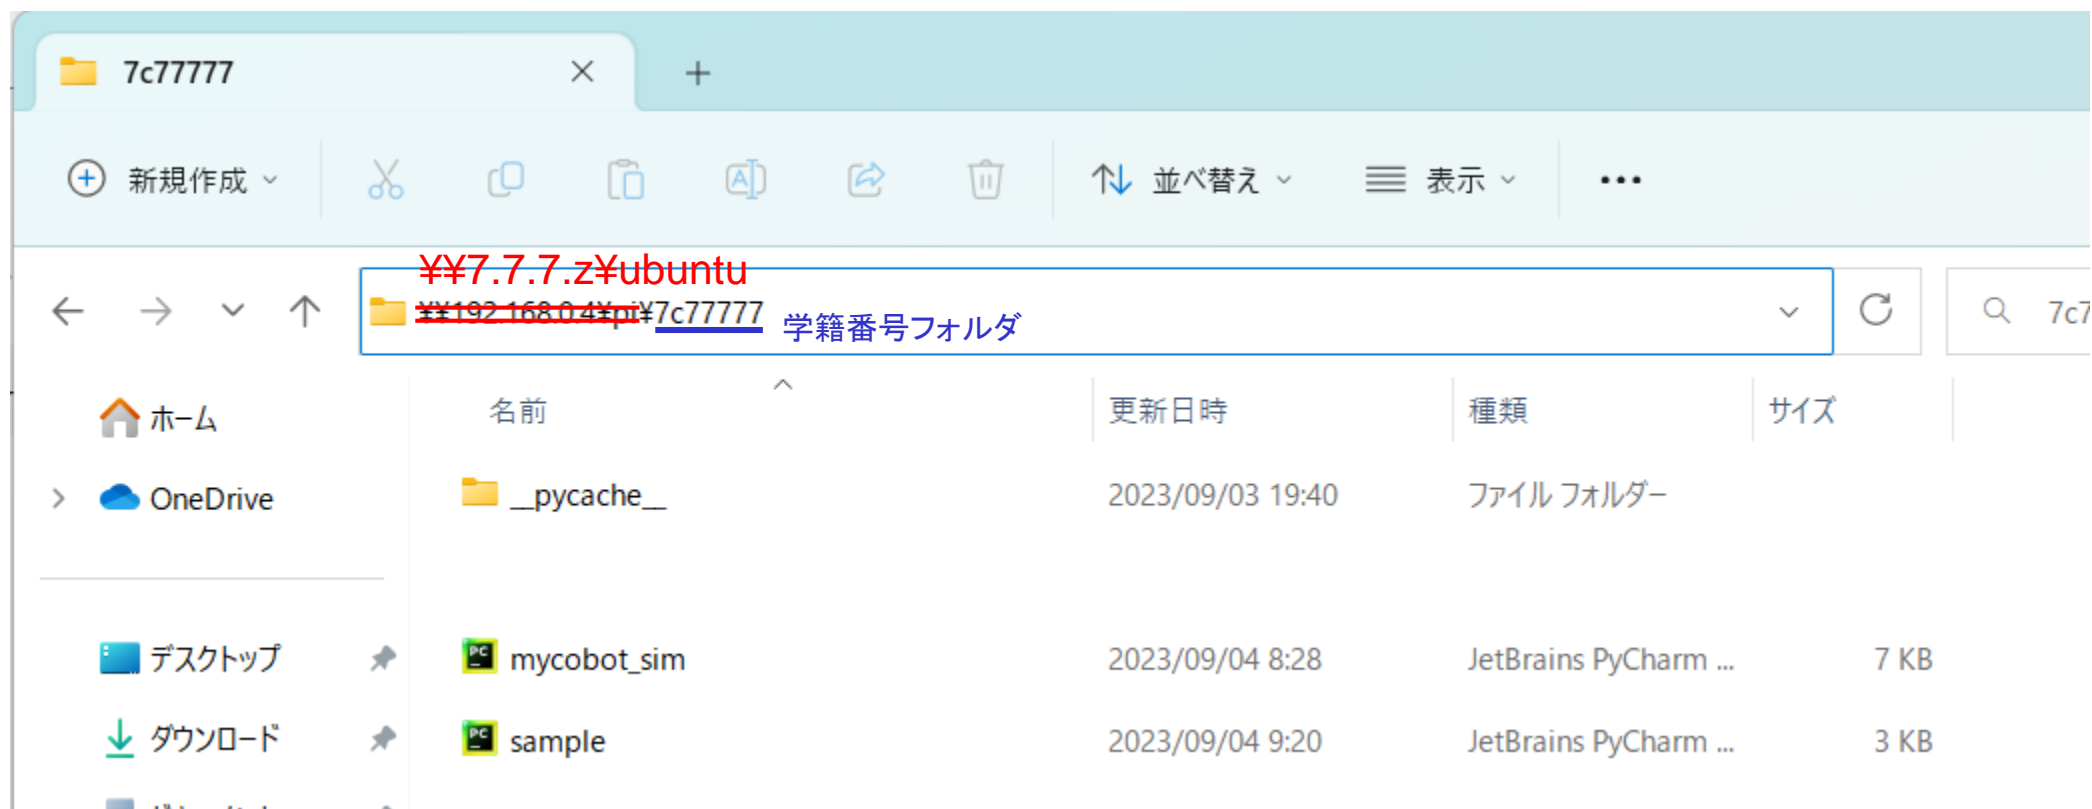 7c77777
新規作成
並べ替え
表示
¥¥7.7.7.z¥ubuntu
¥¥192.168.0.4¥pi¥7c77777
学籍番号フォルダ
7c7
ホーム
名前
更新日時
種類
サイズ
OneDrive
__pycache__
2023/09/03 19:40
ファイル フォルダー
デスクトップ
mycobot_sim
2023/09/04 8:28
JetBrains PyCharm ...
7 KB
ダウンロード
sample
2023/09/04 9:20
JetBrains PyCharm ...
3 KB